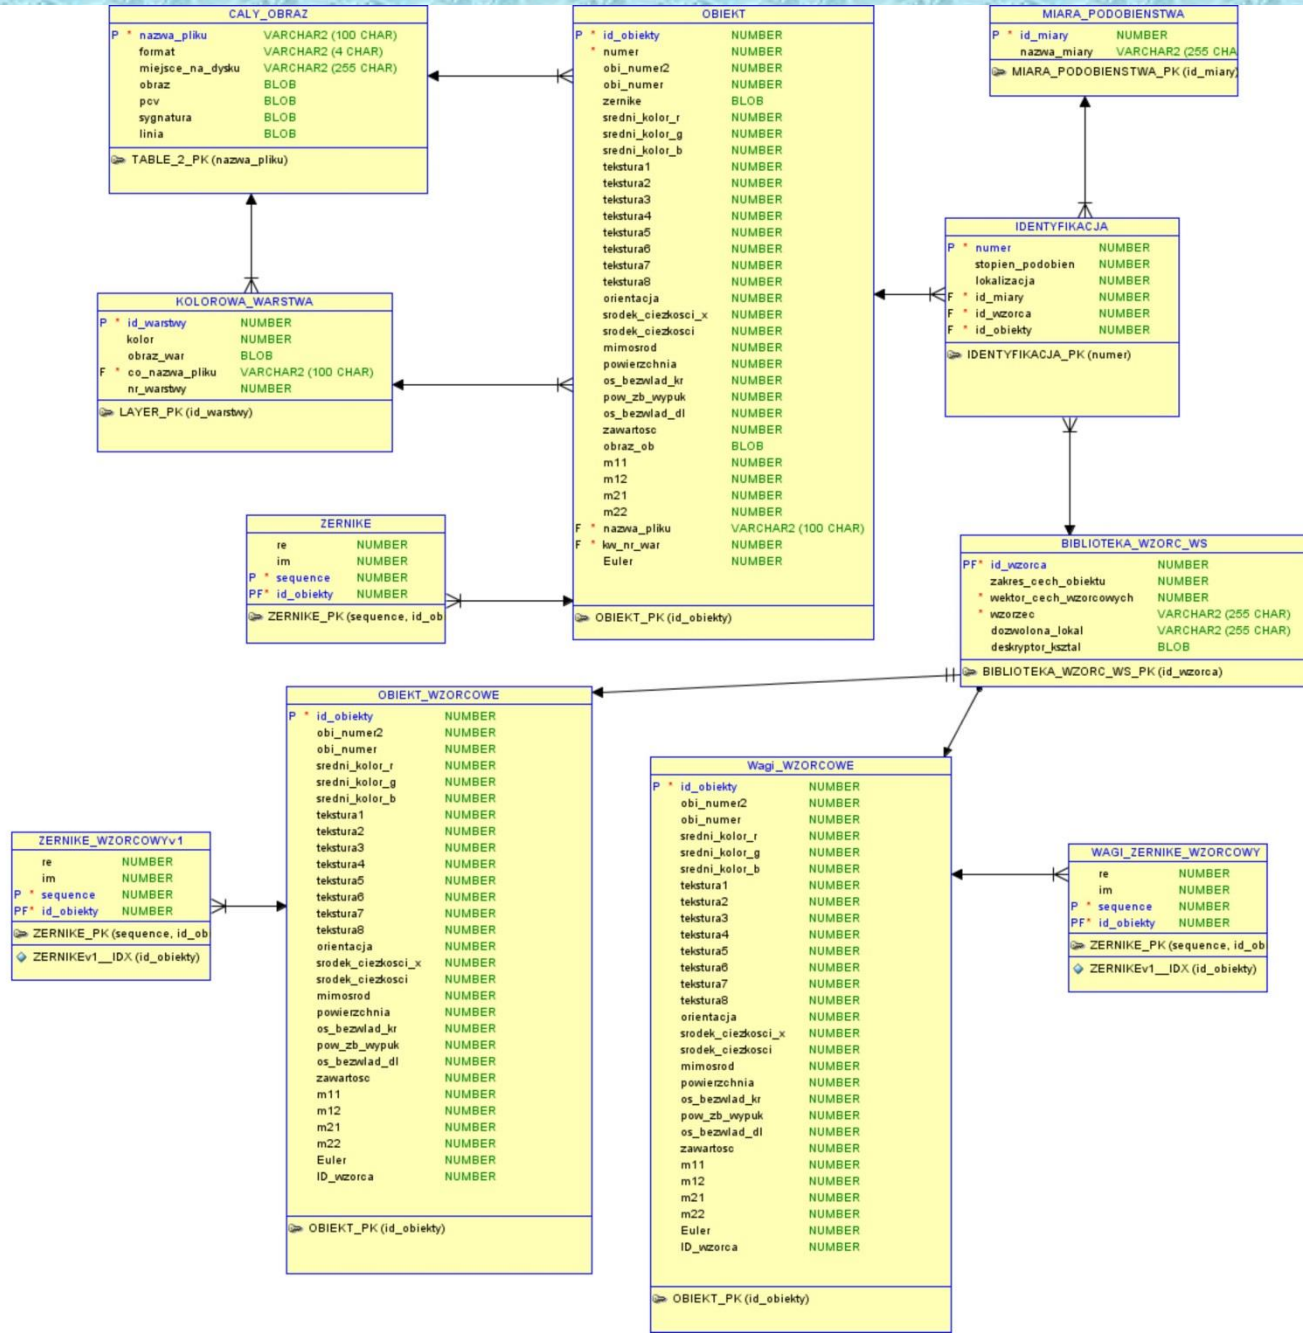 CALY_OBRAZ
P * nazwa_pliku VARCHAR2 (100 CHAR)
format VARCHAR2 (4 CHAR)
miejsce_na_dysku VARCHAR2 (255 CHAR)
obraz BLOB
pcv BLOB
sygnatura BLOB
linia BLOB
TABLE_2_PK (nazwa_pliku)
OBIEKT
P * id_obiekty NUMBER
* numer NUMBER
obi_numer2 NUMBER
obi_numer NUMBER
zernike BLOB
sredni_kolor_r NUMBER
sredni_kolor_g NUMBER
sredni_kolor_b NUMBER
tekstura1 NUMBER
tekstura2 NUMBER
tekstura3 NUMBER
tekstura4 NUMBER
tekstura5 NUMBER
tekstura6 NUMBER
tekstura7 NUMBER
tekstura8 NUMBER
orientacja NUMBER
srodek_ciezkosci_x NUMBER
srodek_ciezkosci NUMBER
mimosrod NUMBER
powierzchnia NUMBER
os_bezwlad_kr NUMBER
pow_zb_wypuk NUMBER
os_bezwlad_dl NUMBER
zawartosc NUMBER
obraz_ob BLOB
m11 NUMBER
m12 NUMBER
m21 NUMBER
m22 NUMBER
F * nazwa_pliku VARCHAR2 (100 CHAR)
F * kw_nr_war NUMBER
Euler NUMBER
OBIEKT_PK (id_obiekty)
MIARA_PODOBIENSTWA
P * id_miary NUMBER
nazwa_miary VARCHAR2 (255 CHA
MIARA_PODOBIENSTWA_PK (id_miary)
IDENTYFIKACJA
P * numer NUMBER
stopien_podobien NUMBER
lokalizacja NUMBER
F * id_miary NUMBER
F * id_wzorca NUMBER
F * id_obiekty NUMBER
IDENTYFIKACJA_PK (numer)
KOLOROWA_WARSTWA
P * id_warstwy NUMBER
kolor NUMBER
obraz_war BLOB
F * co_nazwa_pliku VARCHAR2 (100 CHAR)
nr_warstwy NUMBER
LAYER_PK (id_warstwy)
ZERNIKE
re NUMBER
im NUMBER
P * sequence NUMBER
PF* id_obiekty NUMBER
ZERNIKE_PK (sequence, id_ob
BIBLIOTEKA_WZORC_WS
PF* id_wzorca NUMBER
zakres_cech_obiektu NUMBER
* wektor_cech_wzorcowych NUMBER
* wzorzec VARCHAR2 (255 CHAR)
dozwolona_lokal VARCHAR2 (255 CHAR)
deskryptor_ksztal BLOB
BIBLIOTEKA_WZORC_WS_PK (id_wzorca)
OBIEKT_WZORCOWE
P * id_obiekty NUMBER
obi_numer2 NUMBER
obi_numer NUMBER
sredni_kolor_r NUMBER
sredni_kolor_g NUMBER
sredni_kolor_b NUMBER
tekstura1 NUMBER
tekstura2 NUMBER
tekstura3 NUMBER
tekstura4 NUMBER
tekstura5 NUMBER
tekstura6 NUMBER
tekstura7 NUMBER
tekstura8 NUMBER
orientacja NUMBER
srodek_ciezkosci_x NUMBER
srodek_ciezkosci NUMBER
mimosrod NUMBER
powierzchnia NUMBER
os_bezwlad_kr NUMBER
pow_zb_wypuk NUMBER
os_bezwlad_dl NUMBER
zawartosc NUMBER
m11 NUMBER
m12 NUMBER
m21 NUMBER
m22 NUMBER
Euler NUMBER
ID_wzorca NUMBER
OBIEKT_PK (id_obiekty)
Wagi_WZORCOWE
P * id_obiekty NUMBER
obi_numer2 NUMBER
obi_numer NUMBER
sredni_kolor_r NUMBER
sredni_kolor_g NUMBER
sredni_kolor_b NUMBER
tekstura1 NUMBER
tekstura2 NUMBER
tekstura3 NUMBER
tekstura4 NUMBER
tekstura5 NUMBER
tekstura6 NUMBER
tekstura7 NUMBER
tekstura8 NUMBER
orientacja NUMBER
srodek_ciezkosci_x NUMBER
srodek_ciezkosci NUMBER
mimosrod NUMBER
powierzchnia NUMBER
os_bezwlad_kr NUMBER
pow_zb_wypuk NUMBER
os_bezwlad_dl NUMBER
zawartosc NUMBER
m11 NUMBER
m12 NUMBER
m21 NUMBER
m22 NUMBER
Euler NUMBER
ID_wzorca NUMBER
OBIEKT_PK (id_obiekty)
ZERNIKE_WZORCOWYv1
re NUMBER
im NUMBER
P * sequence NUMBER
PF* id_obiekty NUMBER
ZERNIKE_PK (sequence, id_ob
ZERNIKEv1__IDX (id_obiekty)
WAGI_ZERNIKE_WZORCOWY
re NUMBER
im NUMBER
P * sequence NUMBER
PF* id_obiekty NUMBER
ZERNIKE_PK (sequence, id_ob
ZERNIKEv1__IDX (id_obiekty)